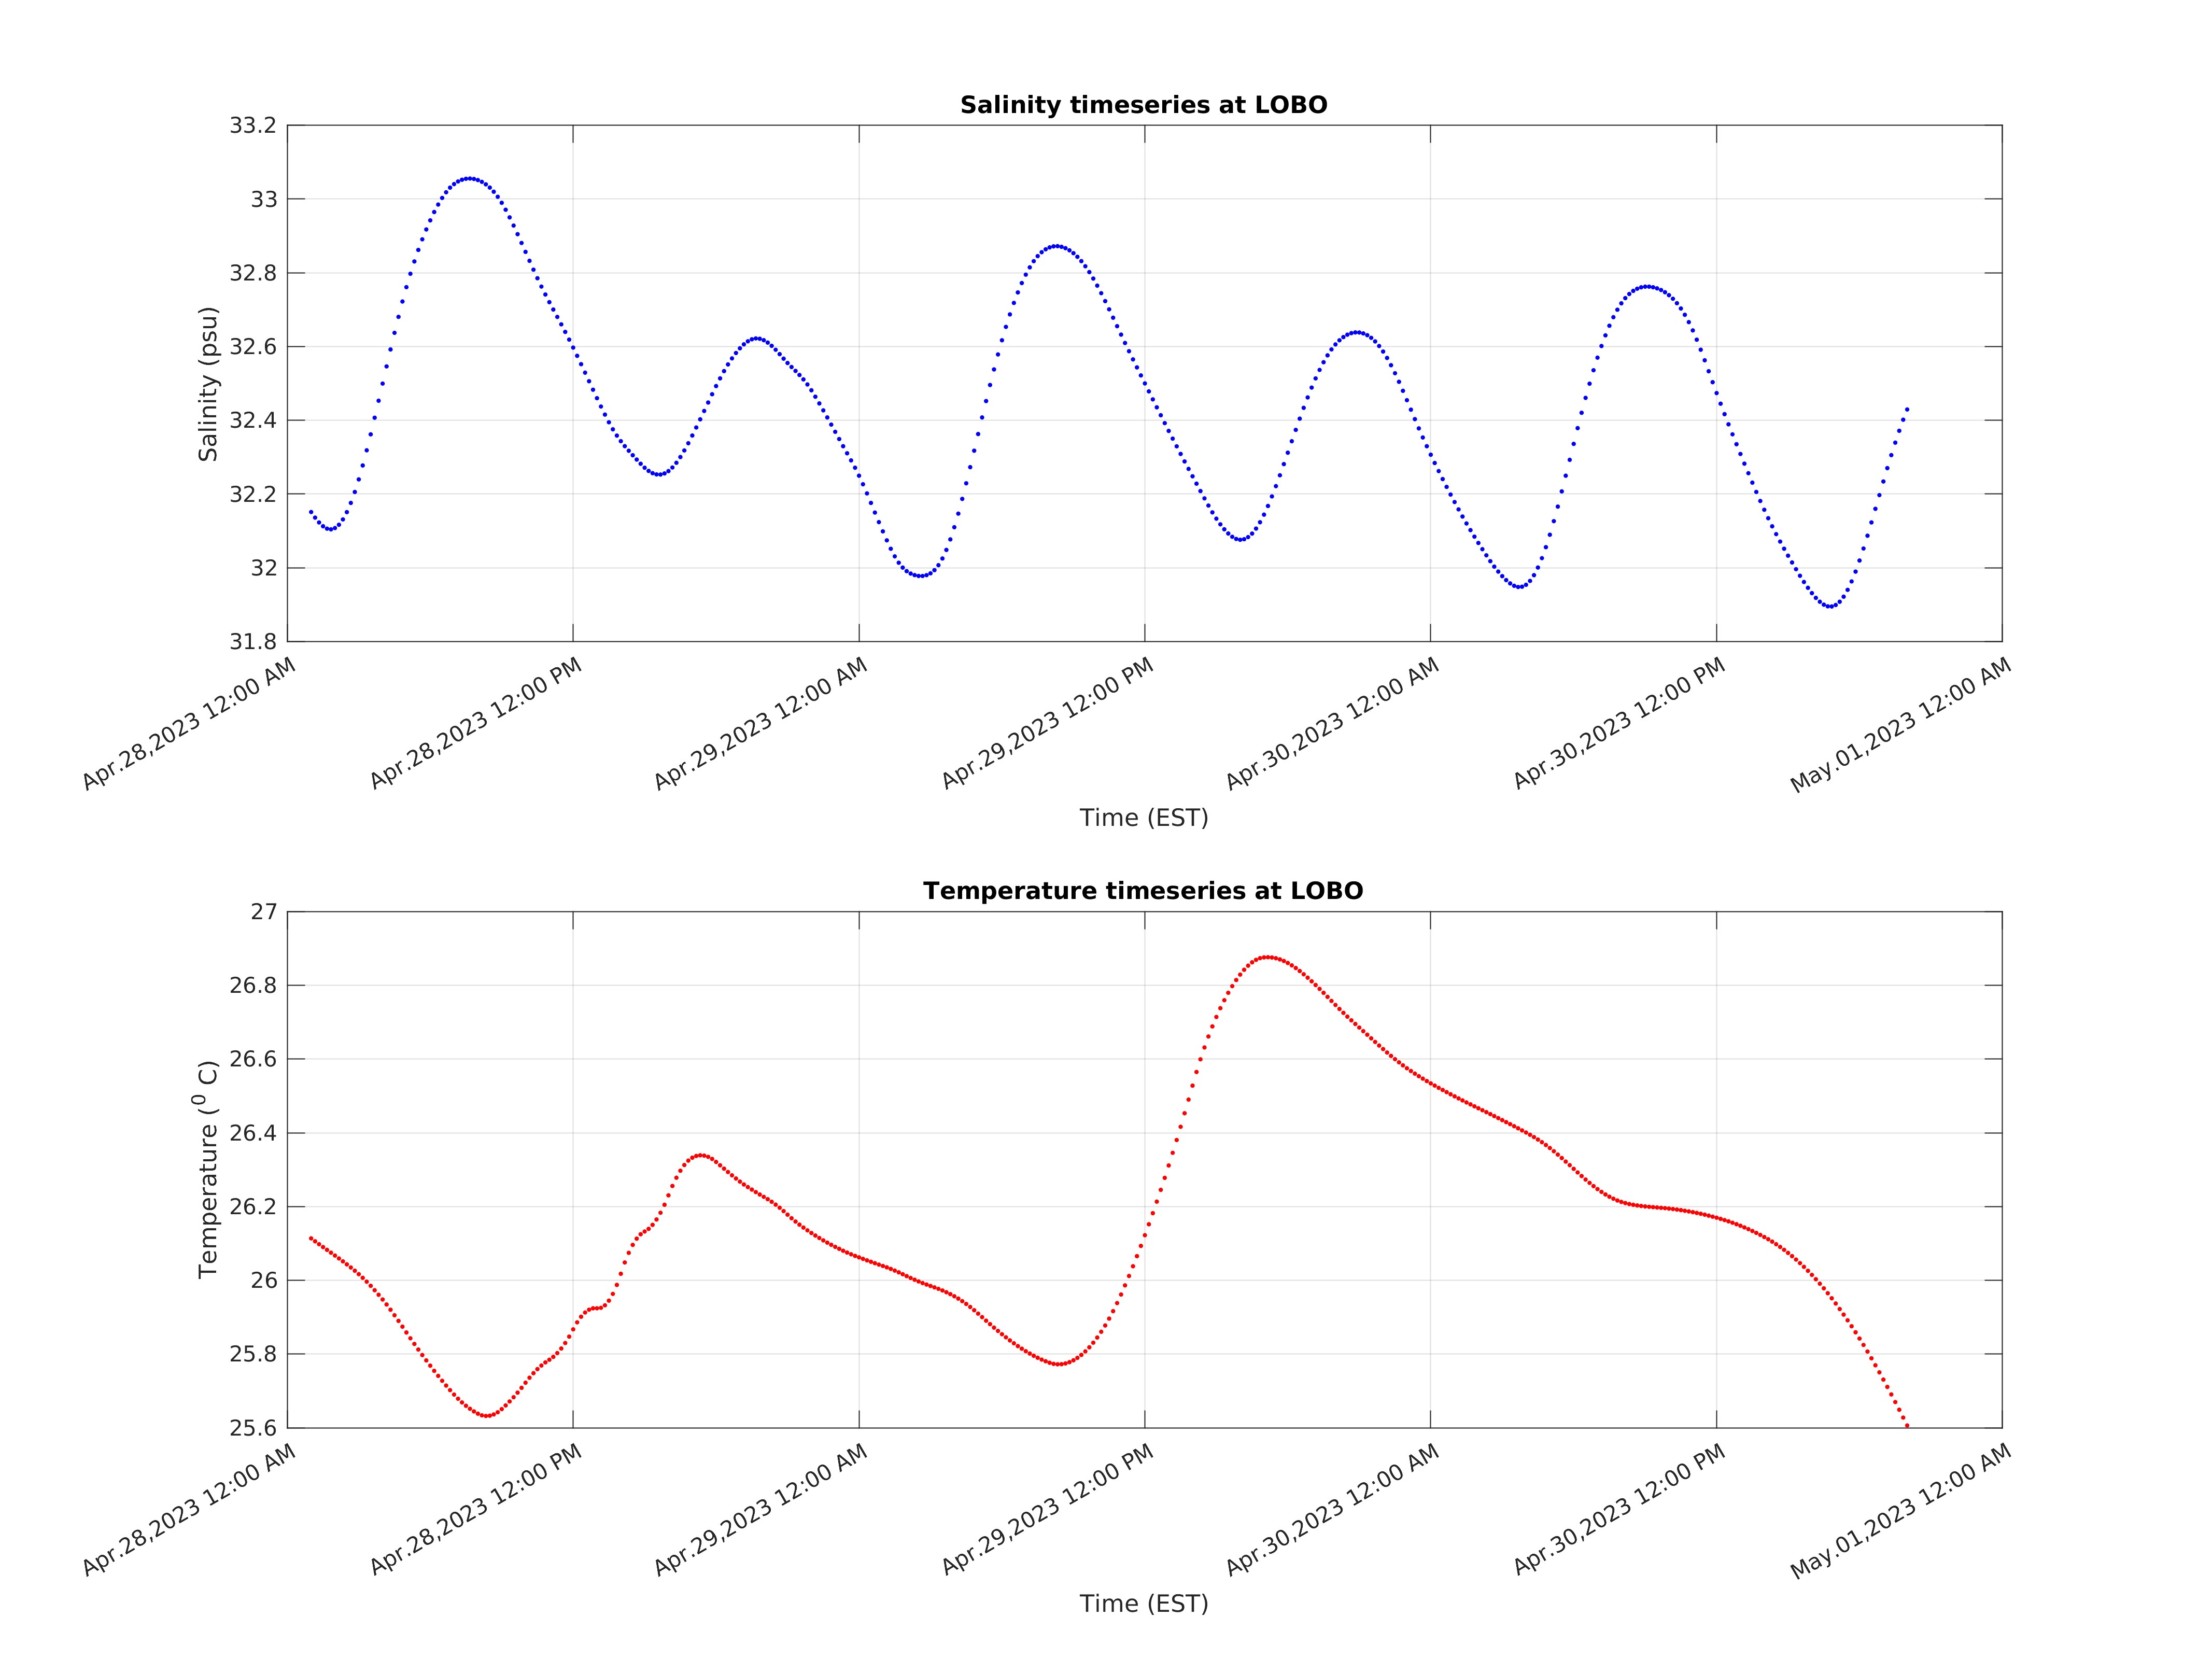 Salinity timeseries at LOBO
33.2
33
32.8
32.6
32.4
32.2
32
31.8
Salinity (psu)
Apr.28,2023 12:00 AM
Apr.28,2023 12:00 PM
Apr.29,2023 12:00 AM
Apr.29,2023 12:00 PM
Apr.30,2023 12:00 AM
Apr.30,2023 12:00 PM
May.01,2023 12:00 AM
Time (EST)
Temperature timeseries at LOBO
27
26.8
26.6
26.4
26.2
26
25.8
25.6
Temperature (⁰ C)
Apr.28,2023 12:00 AM
Apr.28,2023 12:00 PM
Apr.29,2023 12:00 AM
Apr.29,2023 12:00 PM
Apr.30,2023 12:00 AM
Apr.30,2023 12:00 PM
May.01,2023 12:00 AM
Time (EST)